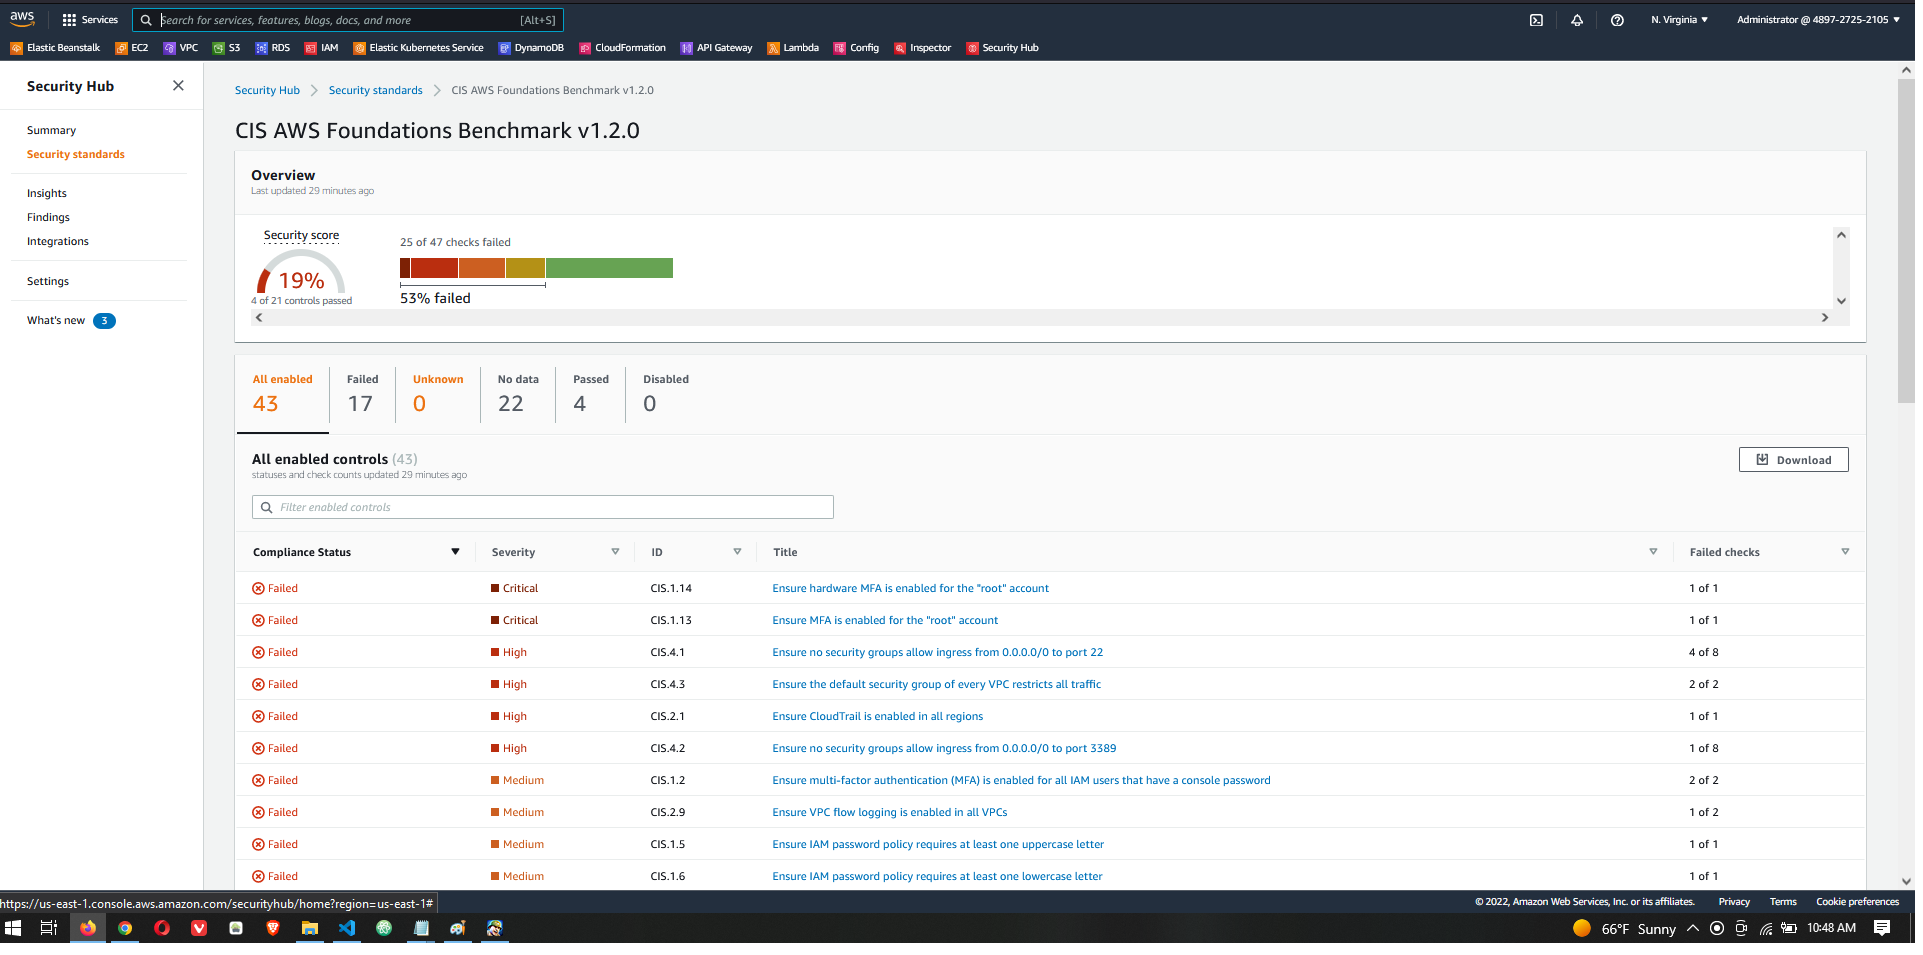 aws
Services
Search for services, features, blogs, docs, and more [Alt+S]
N. Virginia ▼
Administrator @ 4897-2725-2105 ▼
Elastic Beanstalk EC2 VPC S3 RDS IAM Elastic Kubernetes Service DynamoDB CloudFormation API Gateway Lambda Config Inspector Security Hub
Security Hub
Summary
Security standards
Insights
Findings
Integrations
Settings
What's new 3
Security Hub > Security standards > CIS AWS Foundations Benchmark v1.2.0
CIS AWS Foundations Benchmark v1.2.0
Overview
Last updated 29 minutes ago
Security score
19%
4 of 21 controls passed
25 of 47 checks failed
53% failed
All enabled Failed Unknown No data Passed Disabled
43 17 0 22 4 0
All enabled controls (43)
statuses and check counts updated 29 minutes ago
Download
Filter enabled controls
Compliance Status Severity ID Title Failed checks
Failed Critical CIS.1.14 Ensure hardware MFA is enabled for the "root" account 1 of 1
Failed Critical CIS.1.13 Ensure MFA is enabled for the "root" account 1 of 1
Failed High CIS.4.1 Ensure no security groups allow ingress from 0.0.0.0/0 to port 22 4 of 8
Failed High CIS.4.3 Ensure the default security group of every VPC restricts all traffic 2 of 2
Failed High CIS.2.1 Ensure CloudTrail is enabled in all regions 1 of 1
Failed High CIS.4.2 Ensure no security groups allow ingress from 0.0.0.0/0 to port 3389 1 of 8
Failed Medium CIS.1.2 Ensure multi-factor authentication (MFA) is enabled for all IAM users that have a console password 2 of 2
Failed Medium CIS.2.9 Ensure VPC flow logging is enabled in all VPCs 1 of 2
Failed Medium CIS.1.5 Ensure IAM password policy requires at least one uppercase letter 1 of 1
Failed Medium CIS.1.6 Ensure IAM password policy requires at least one lowercase letter 1 of 1
https://us-east-1.console.aws.amazon.com/securityhub/home?region=us-east-1#
© 2022, Amazon Web Services, Inc. or its affiliates. Privacy Terms Cookie preferences
66°F Sunny 10:48 AM